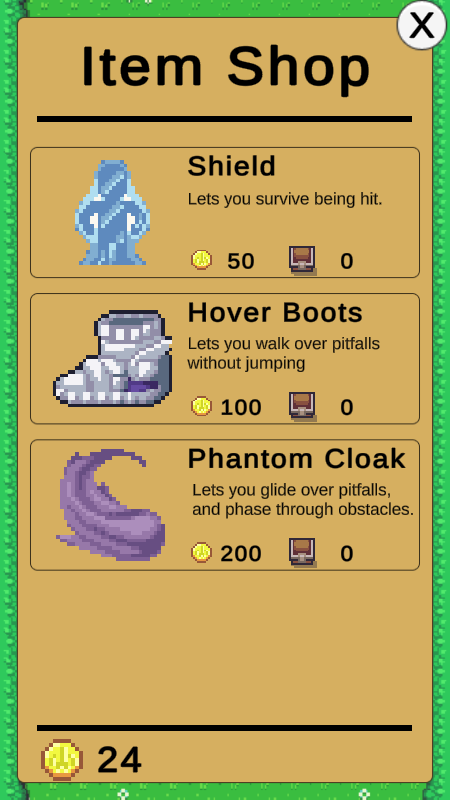 X
Item Shop
Shield
Lets you survive being hit.
50 0
Hover Boots
Lets you walk over pitfalls
without jumping
100 0
Phantom Cloak
Lets you glide over pitfalls,
and phase through obstacles.
200 0
24